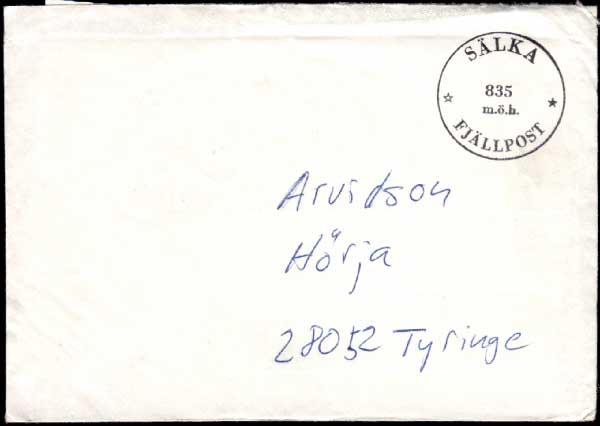 SÄLKA
835
m.ö.h.
FJÄLLPOST
Arvidson
Hörja
28052 Tyringe